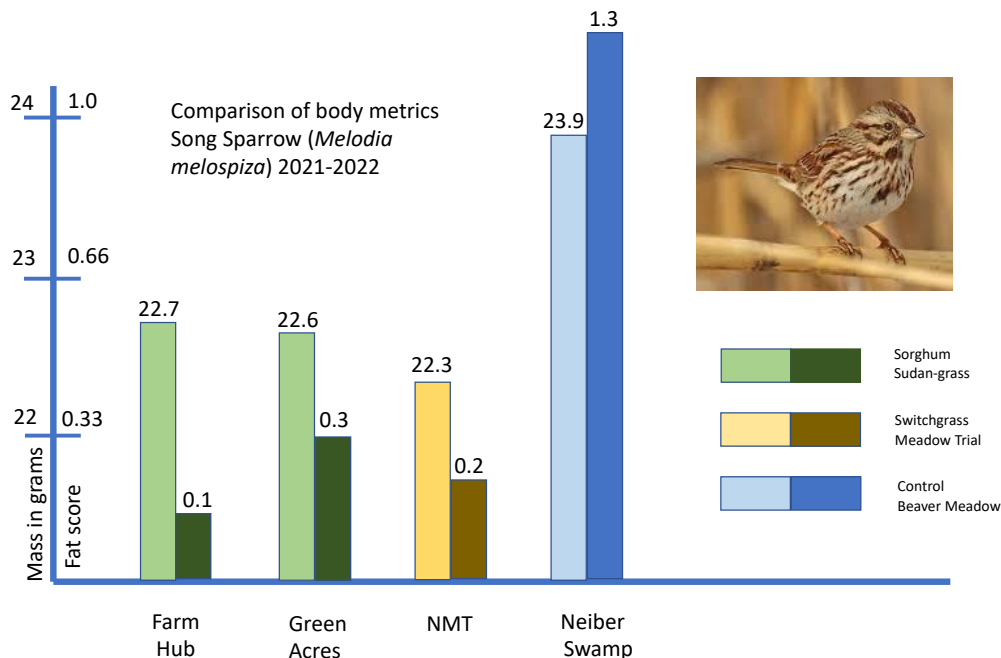 Comparison of body metrics
Song Sparrow (Melodia
melospiza) 2021-2022
24 1.0
23 0.66
22 0.33
Mass in grams
Fat score
22.7
0.1
22.6
0.3
22.3
0.2
23.9
1.3
Farm
Hub
Green
Acres
NMT
Neiber
Swamp
Sorghum
Sudan-grass
Switchgrass
Meadow Trial
Control
Beaver Meadow